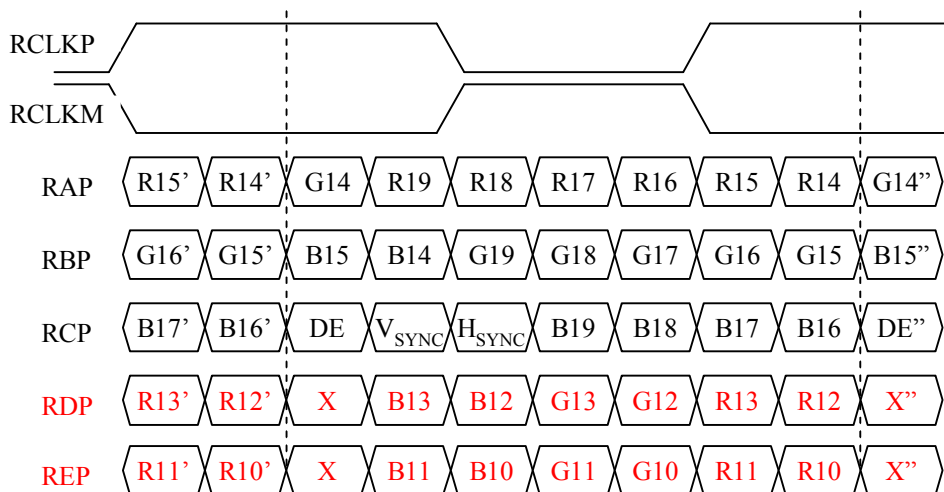 RCLKP
RCLKM
RAP R15’ R14’ G14 R19 R18 R17 R16 R15 R14 G14”
RBP G16’ G15’ B15 B14 G19 G18 G17 G16 G15 B15”
RCP B17’ B16’ DE V_SYNC H_SYNC B19 B18 B17 B16 DE”
RDP R13’ R12’ X B13 B12 G13 G12 R13 R12 X”
REP R11’ R10’ X B11 B10 G11 G10 R11 R10 X”